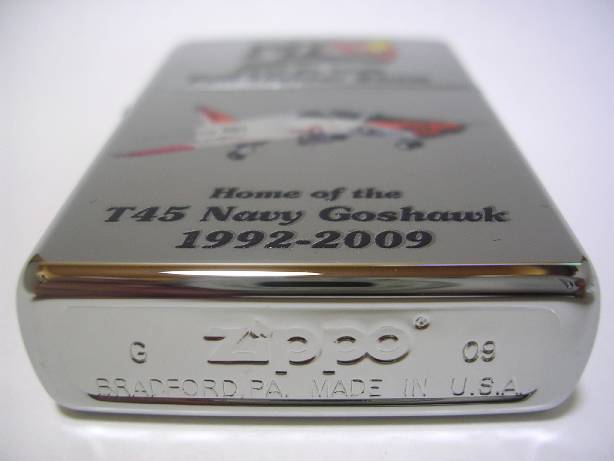 Home of the
T45 Navy Goshawk
1992-2009
G Zippo® 09
BRADFORD, PA. MADE IN U.S.A.